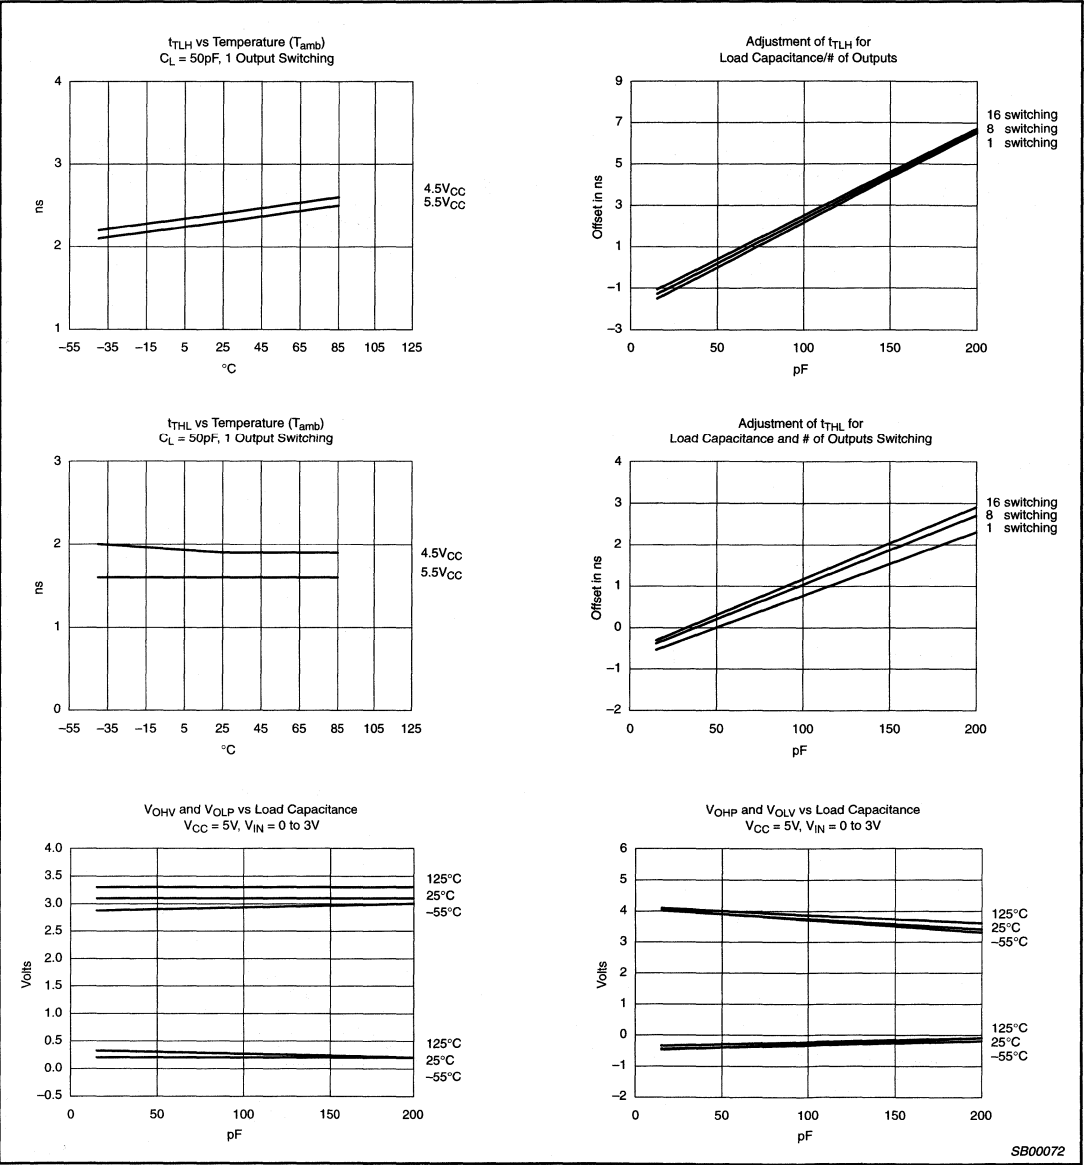 tTLH vs Temperature (Tamb)
CL = 50pF, 1 Output Switching
4
3
ns
2
1
4.5VCC
5.5VCC
–55 –35 –15 5 25 45 65 85 105 125
°C
Adjustment of tTLH for
Load Capacitance/# of Outputs
9
7
5
3
1
–1
–3
Offset in ns
16 switching
8 switching
1 switching
0 50 100 150 200
pF
tTHL vs Temperature (Tamb)
CL = 50pF, 1 Output Switching
3
2
ns
1
0
4.5VCC
5.5VCC
–55 –35 –15 5 25 45 65 85 105 125
°C
Adjustment of tTHL for
Load Capacitance and # of Outputs Switching
4
3
2
1
0
–1
–2
Offset in ns
16 switching
8 switching
1 switching
0 50 100 150 200
pF
VOHV and VOLP vs Load Capacitance
VCC = 5V, VIN = 0 to 3V
4.0
3.5
3.0
2.5
2.0
1.5
1.0
0.5
0.0
–0.5
Volts
125°C
25°C
–55°C
125°C
25°C
–55°C
0 50 100 150 200
pF
VOHP and VOLV vs Load Capacitance
VCC = 5V, VIN = 0 to 3V
6
5
4
3
2
1
0
–1
–2
Volts
125°C
25°C
–55°C
125°C
25°C
–55°C
0 50 100 150 200
pF
SB00072